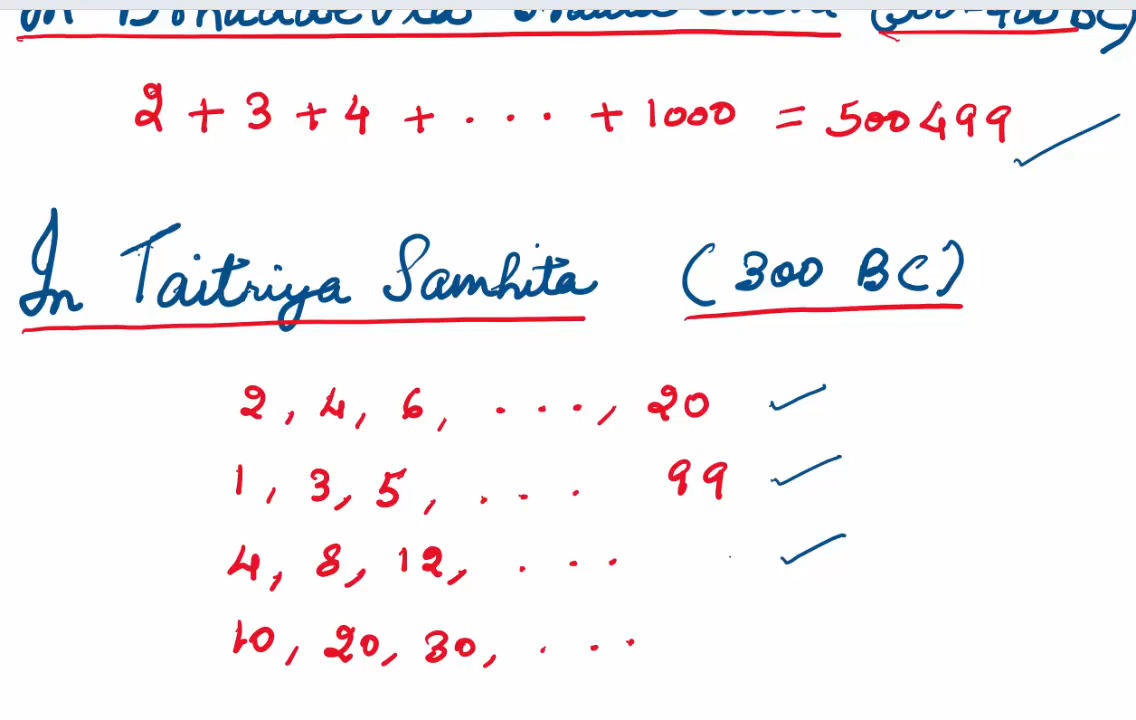 In
2 + 3 + 4 + . . . + 1000 = 500499
In Taitriya Samhita (300 BC)
2, 4, 6, . . . , 20
1, 3, 5, . . . 99
4, 8, 12, . . .
10, 20, 30, . . .